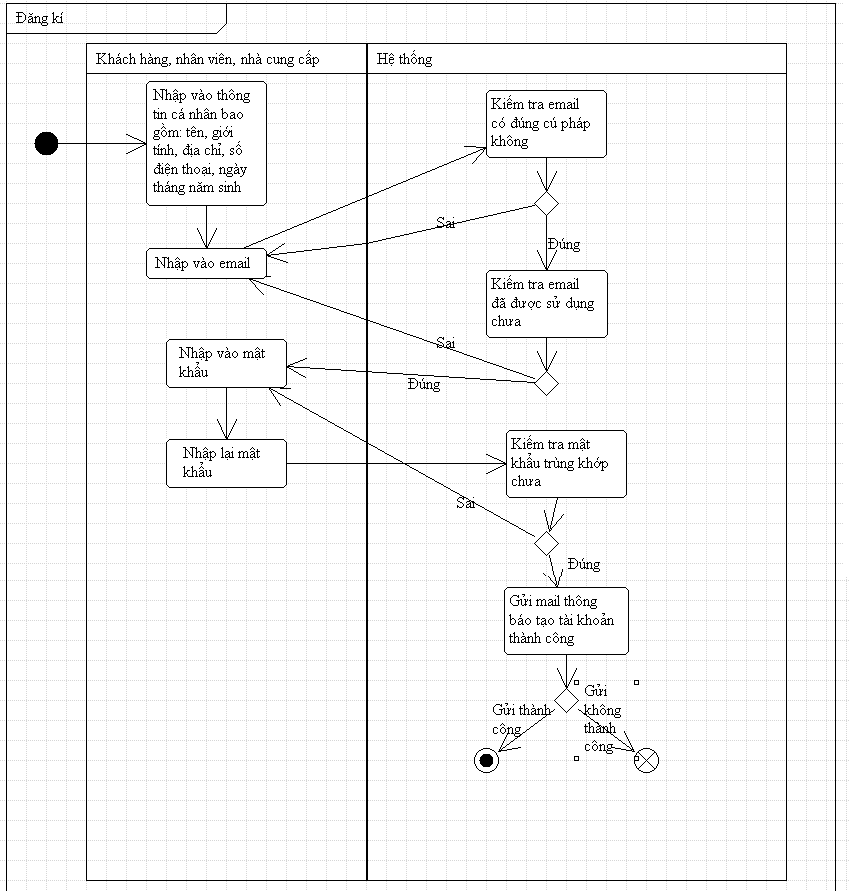 Đăng kí
Khách hàng, nhân viên, nhà cung cấp
Hệ thống
Nhập vào thông
tin cá nhân bao
gồm: tên, giới
tính, địa chỉ, số
điện thoại, ngày
tháng năm sinh
Kiểm tra email
có đúng cú pháp
không
Sai
Đúng
Nhập vào email
Kiểm tra email
đã được sử dụng
chưa
Sai
Nhập vào mật
khẩu
Đúng
Nhập lại mật
khẩu
Kiểm tra mật
khẩu trùng khớp
chưa
Sai
Đúng
Gửi mail thông
báo tạo tài khoản
thành công
Gửi thành
công
Gửi
không
thành
công